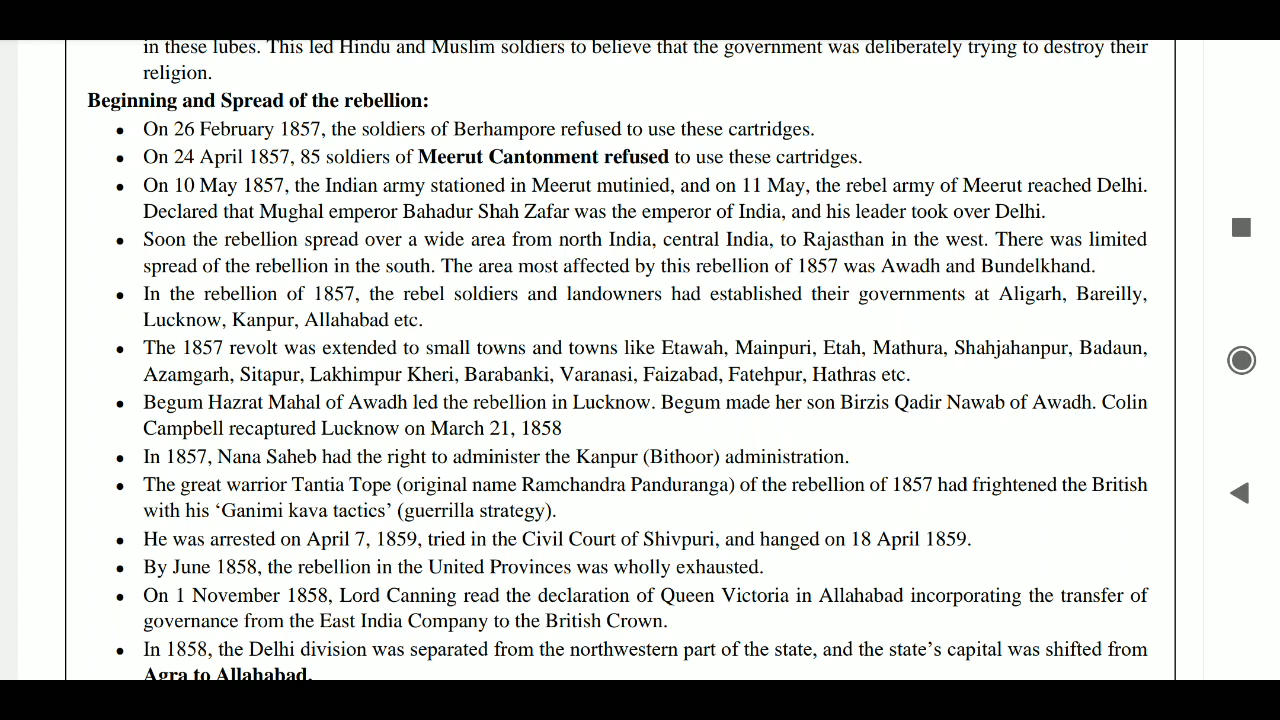 in these lubes. This led Hindu and Muslim soldiers to believe that the government was deliberately trying to destroy their
religion.
Beginning and Spread of the rebellion:
• On 26 February 1857, the soldiers of Berhampore refused to use these cartridges.
• On 24 April 1857, 85 soldiers of Meerut Cantonment refused to use these cartridges.
• On 10 May 1857, the Indian army stationed in Meerut mutinied, and on 11 May, the rebel army of Meerut reached Delhi.
Declared that Mughal emperor Bahadur Shah Zafar was the emperor of India, and his leader took over Delhi.
• Soon the rebellion spread over a wide area from north India, central India, to Rajasthan in the west. There was limited
spread of the rebellion in the south. The area most affected by this rebellion of 1857 was Awadh and Bundelkhand.
• In the rebellion of 1857, the rebel soldiers and landowners had established their governments at Aligarh, Bareilly,
Lucknow, Kanpur, Allahabad etc.
• The 1857 revolt was extended to small towns and towns like Etawah, Mainpuri, Etah, Mathura, Shahjahanpur, Badaun,
Azamgarh, Sitapur, Lakhimpur Kheri, Barabanki, Varanasi, Faizabad, Fatehpur, Hathras etc.
• Begum Hazrat Mahal of Awadh led the rebellion in Lucknow. Begum made her son Birzis Qadir Nawab of Awadh. Colin
Campbell recaptured Lucknow on March 21, 1858
• In 1857, Nana Saheb had the right to administer the Kanpur (Bithoor) administration.
• The great warrior Tantia Tope (original name Ramchandra Panduranga) of the rebellion of 1857 had frightened the British
with his ‘Ganimi kava tactics’ (guerrilla strategy).
• He was arrested on April 7, 1859, tried in the Civil Court of Shivpuri, and hanged on 18 April 1859.
• By June 1858, the rebellion in the United Provinces was wholly exhausted.
• On 1 November 1858, Lord Canning read the declaration of Queen Victoria in Allahabad incorporating the transfer of
governance from the East India Company to the British Crown.
• In 1858, the Delhi division was separated from the northwestern part of the state, and the state’s capital was shifted from
Agra to Allahabad.